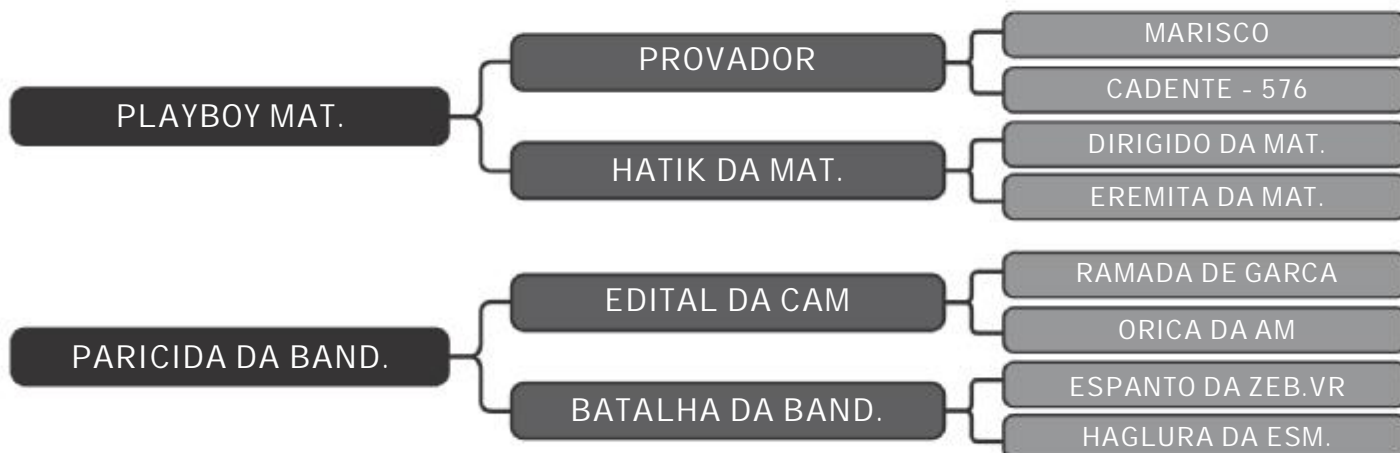 PLAYBOY MAT.
PROVADOR
MARISCO
CADENTE - 576
HATIK DA MAT.
DIRIGIDO DA MAT.
EREMITA DA MAT.
PARICIDA DA BAND.
EDITAL DA CAM
RAMADA DE GARCA
ORICA DA AM
BATALHA DA BAND.
ESPANTO DA ZEB.VR
HAGLURA DA ESM.